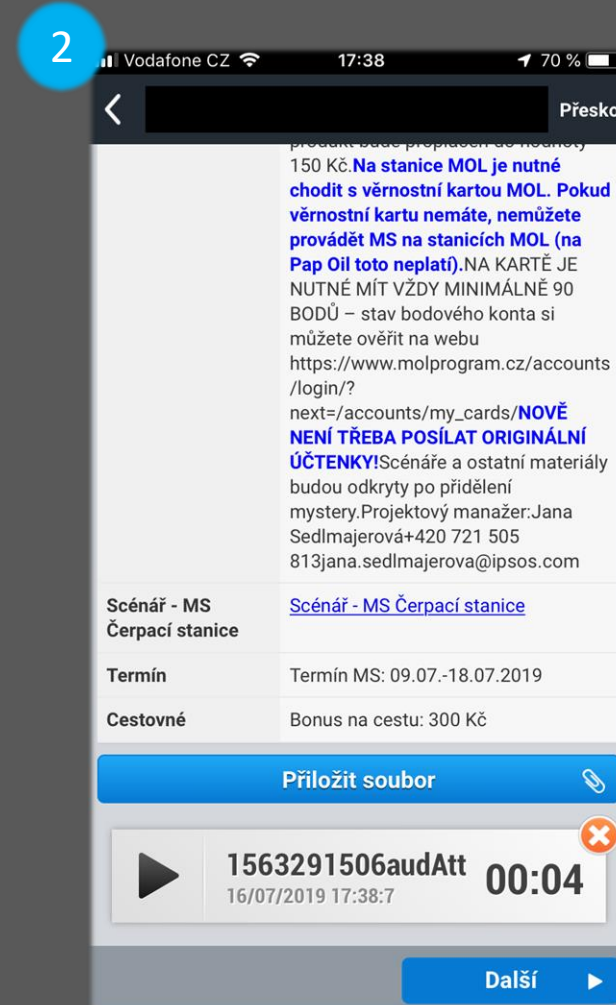 2
Vodafone CZ 17:38 70 %
Přesko
produkt bude proplacen do hodnoty
150 Kč.Na stanice MOL je nutné
chodit s věrnostní kartou MOL. Pokud
věrnostní kartu nemáte, nemůžete
provádět MS na stanicích MOL (na
Pap Oil toto neplatí).NA KARTĚ JE
NUTNÉ MÍT VŽDY MINIMÁLNĚ 90
BODŮ – stav bodového konta si
můžete ověřit na webu
https://www.molprogram.cz/accounts
/login/?
next=/accounts/my_cards/NOVĚ
NENÍ TŘEBA POSÍLAT ORIGINÁLNÍ
ÚČTENKY!Scénáře a ostatní materiály
budou odkryty po přidělení
mystery.Projektový manažer:Jana
Sedlmajerová+420 721 505
813jana.sedlmajerova@ipsos.com
Scénář - MS
Čerpací stanice
Scénář - MS Čerpací stanice
Termín
Termín MS: 09.07.-18.07.2019
Cestovné
Bonus na cestu: 300 Kč
Přiložit soubor
1563291506audAtt
16/07/2019 17:38:7
00:04
Další